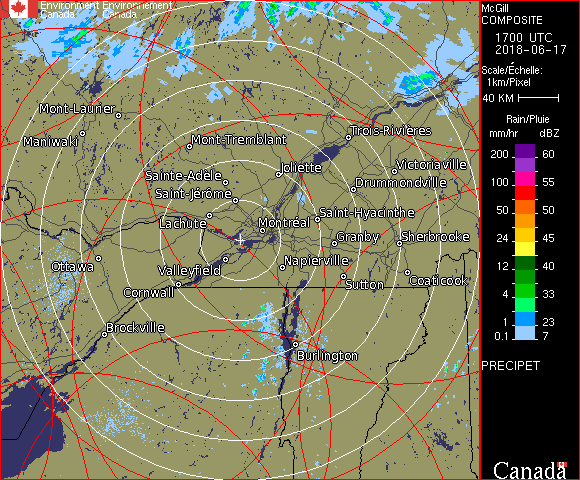 Environment Environnement
Canada Canada
McGill
COMPOSITE
1700 UTC
2018-06-17
Scale/Échelle:
1km/Pixel
40 KM
Rain/Pluie
mm/hr dBZ
200 60
100 55
50 50
24 45
12 40
4 33
1 23
0.1 7
PRECIPET
Canada
Mont-Laurier
Maniwaki
Mont-Tremblant
Trois-Rivières
Sainte-Adèle
Joliette
Victoriaville
Saint-Jérôme
Drummondville
Lachute
Montréal
Saint-Hyacinthe
Granby
Sherbrooke
Ottawa
Valleyfield
Napierville
Cornwall
Sutton
Coaticook
Brockville
Burlington